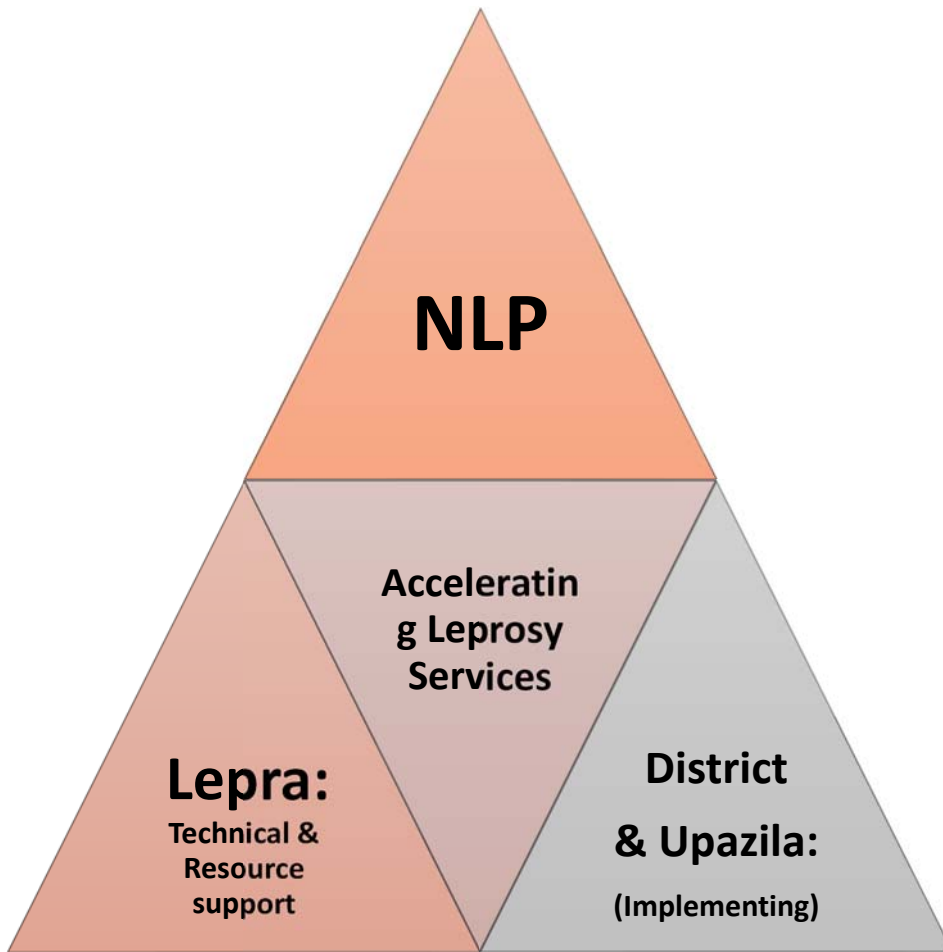 NLP
Acceleratin
g Leprosy
Services
Lepra:
Technical &
Resource
support
District
& Upazila:
(Implementing)